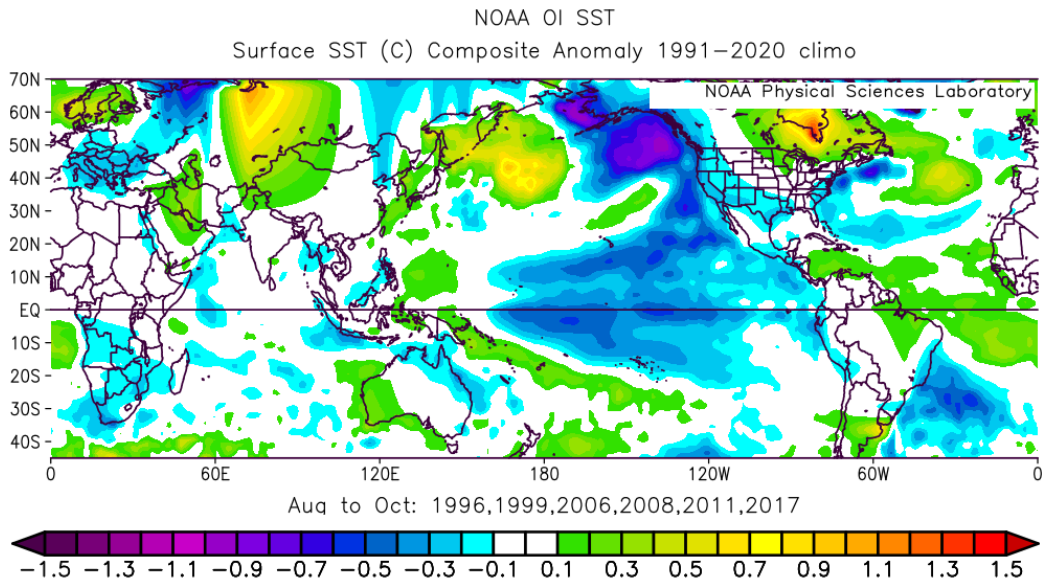 NOAA OI SST
Surface SST (C) Composite Anomaly 1991-2020 climo
NOAA Physical Sciences Laboratory
70N
60N
50N
40N
30N
20N
10N
EQ
10S
20S
30S
40S
0 60E 120E 180 120W 60W 0
Aug to Oct: 1996,1999,2006,2008,2011,2017
-1.5 -1.3 -1.1 -0.9 -0.7 -0.5 -0.3 -0.1 0.1 0.3 0.5 0.7 0.9 1.1 1.3 1.5